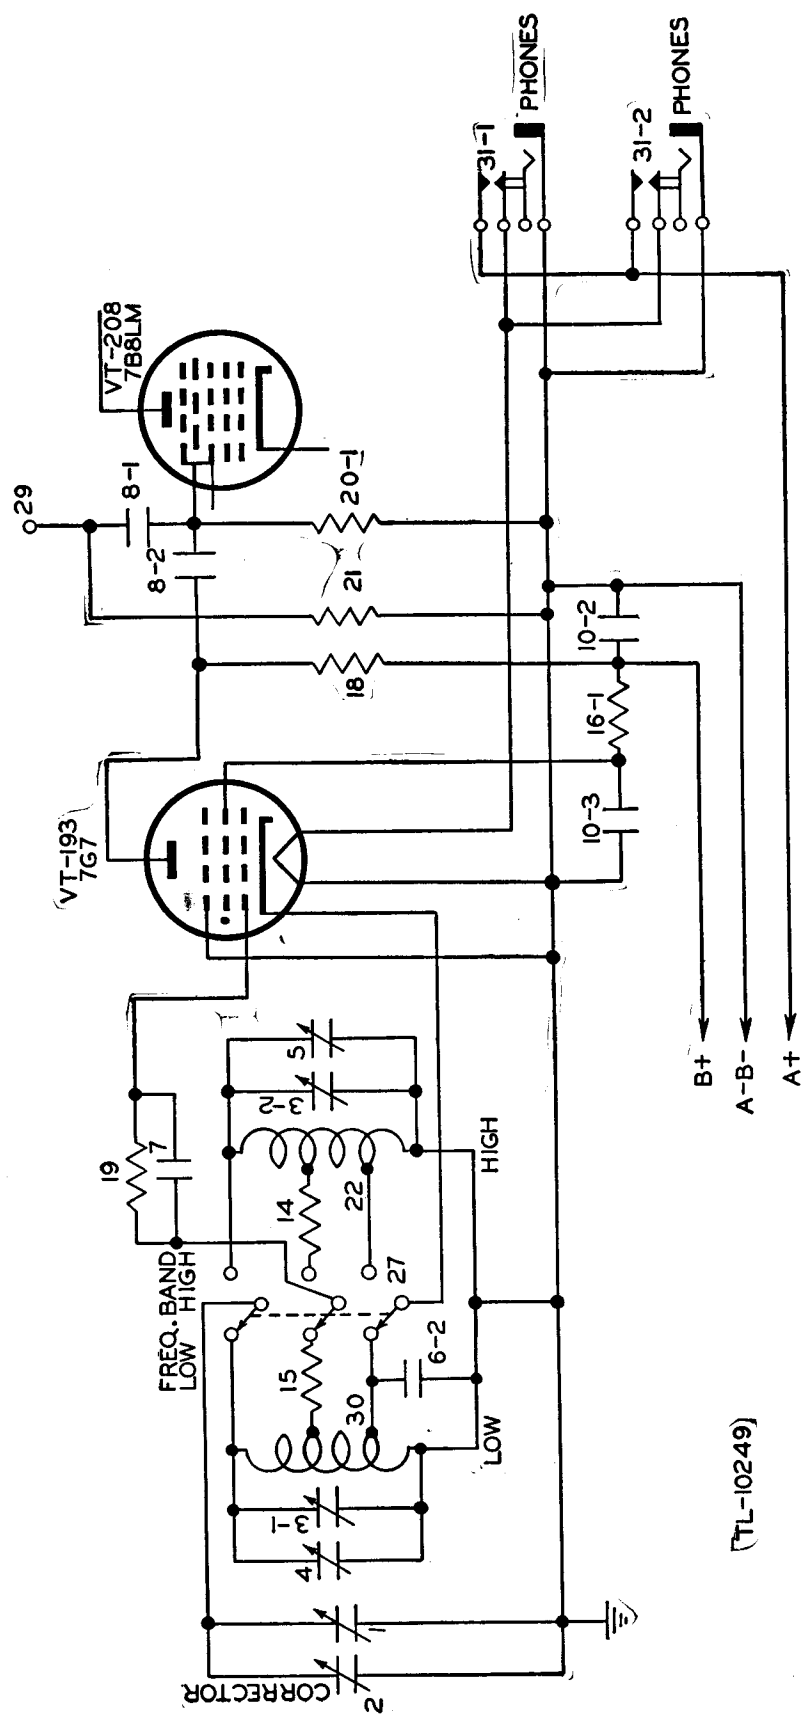 CORRECTOR
2
1
4
3-1
FREQ. BAND
LOW HIGH
15
30
6-2
LOW
27
14
22
HIGH
19
7
3-2
5
VT-193
7G7
18
21
20-1
8-2
8-1
29
VT-208
7B8LM
10-3
16-1
10-2
B+
A-B-
A+
31-1
PHONES
31-2
PHONES
TL-10249